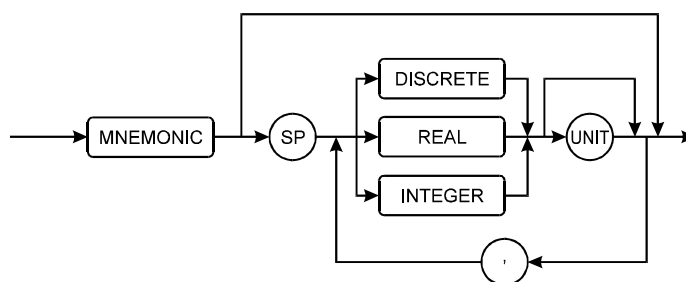 DISCRETE
MNEMONIC
SP
REAL
UNIT
INTEGER
,